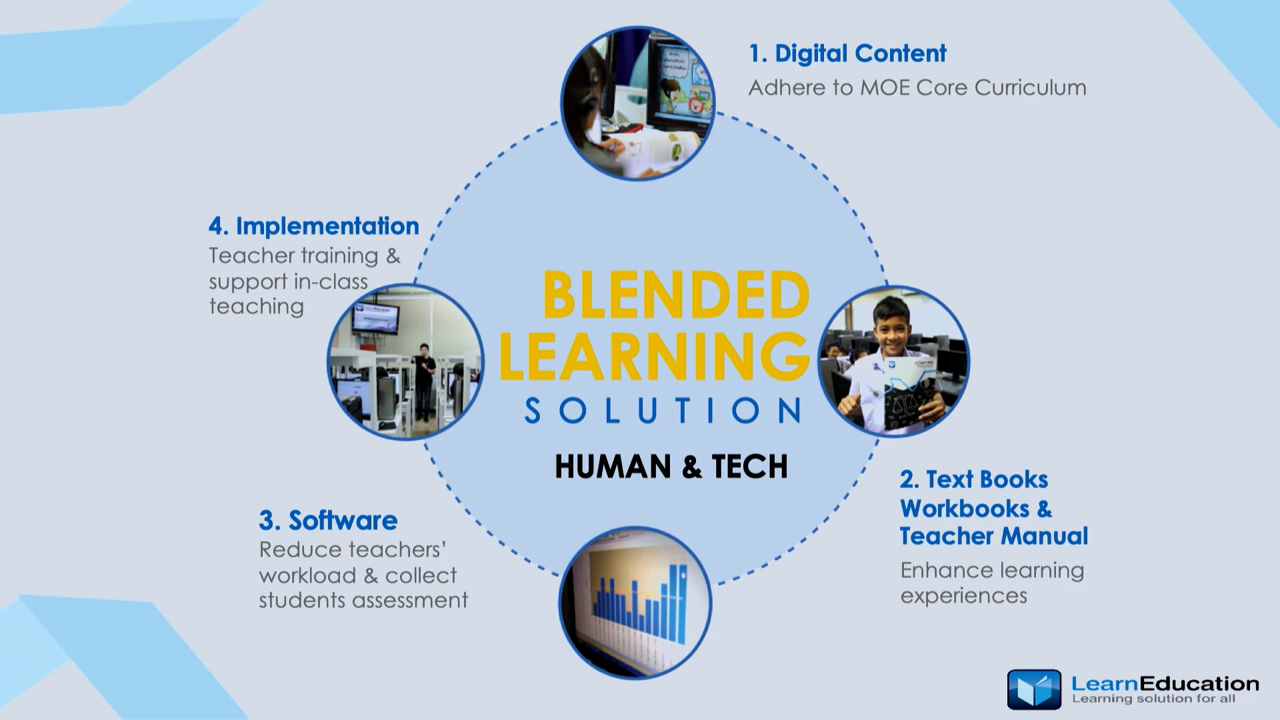 1. Digital Content
Adhere to MOE Core Curriculum
4. Implementation
Teacher training &
support in-class
teaching
BLENDED
LEARNING
SOLUTION
HUMAN & TECH
2. Text Books
Workbooks &
Teacher Manual
Enhance learning
experiences
3. Software
Reduce teachers’
workload & collect
students assessment
LearnEducation
Learning solution for all